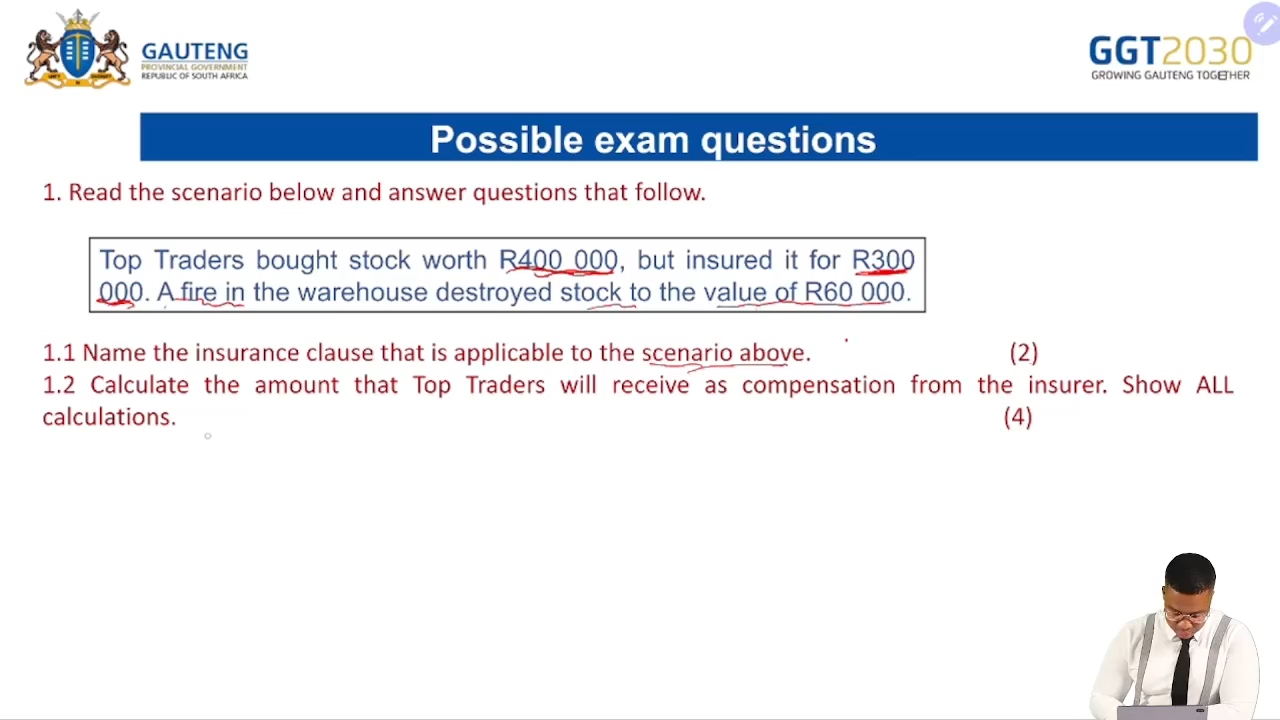 GAUTENG
PROVINCIAL GOVERNMENT
REPUBLIC OF SOUTH AFRICA
GGT2030
GROWING GAUTENG TOGETHER
Possible exam questions
1. Read the scenario below and answer questions that follow.
Top Traders bought stock worth R400 000, but insured it for R300
000. A fire in the warehouse destroyed stock to the value of R60 000.
1.1 Name the insurance clause that is applicable to the scenario above. (2)
1.2 Calculate the amount that Top Traders will receive as compensation from the insurer. Show ALL
calculations. (4)